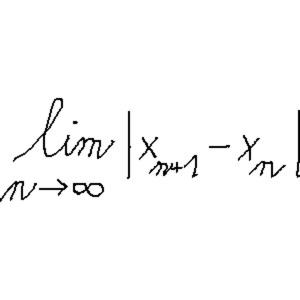 lim |x_{n+1} - x_n|
n→∞